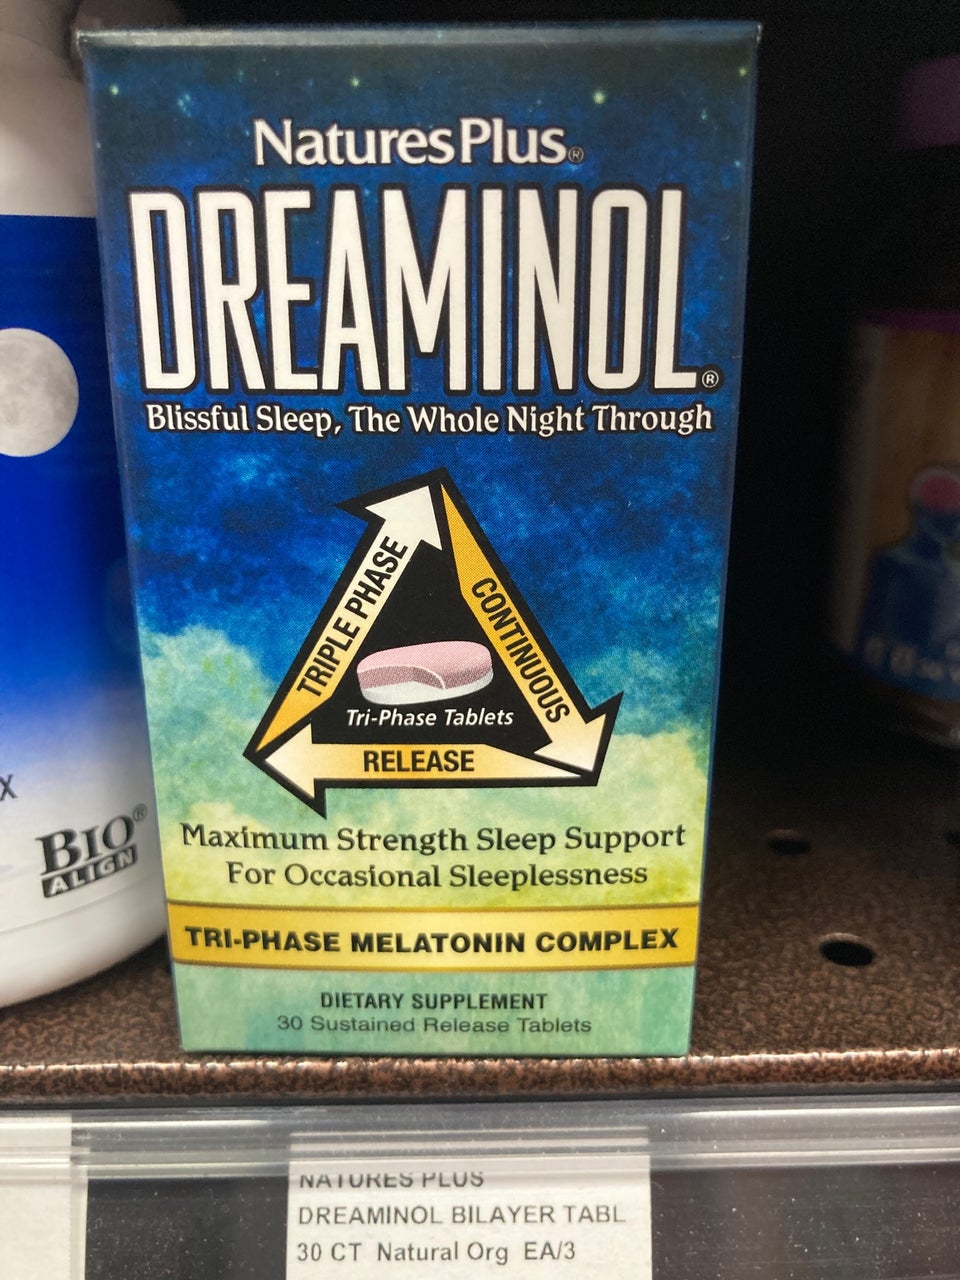 NaturesPlus®
DREAMINOL®
Blissful Sleep, The Whole Night Through
TRIPLE PHASE
CONTINUOUS
Tri-Phase Tablets
RELEASE
Maximum Strength Sleep Support
For Occasional Sleeplessness
TRI-PHASE MELATONIN COMPLEX
DIETARY SUPPLEMENT
30 Sustained Release Tablets
X
BIO®
ALIGN
NATURES PLUS
DREAMINOL BILAYER TABL
30 CT Natural Org EA/3